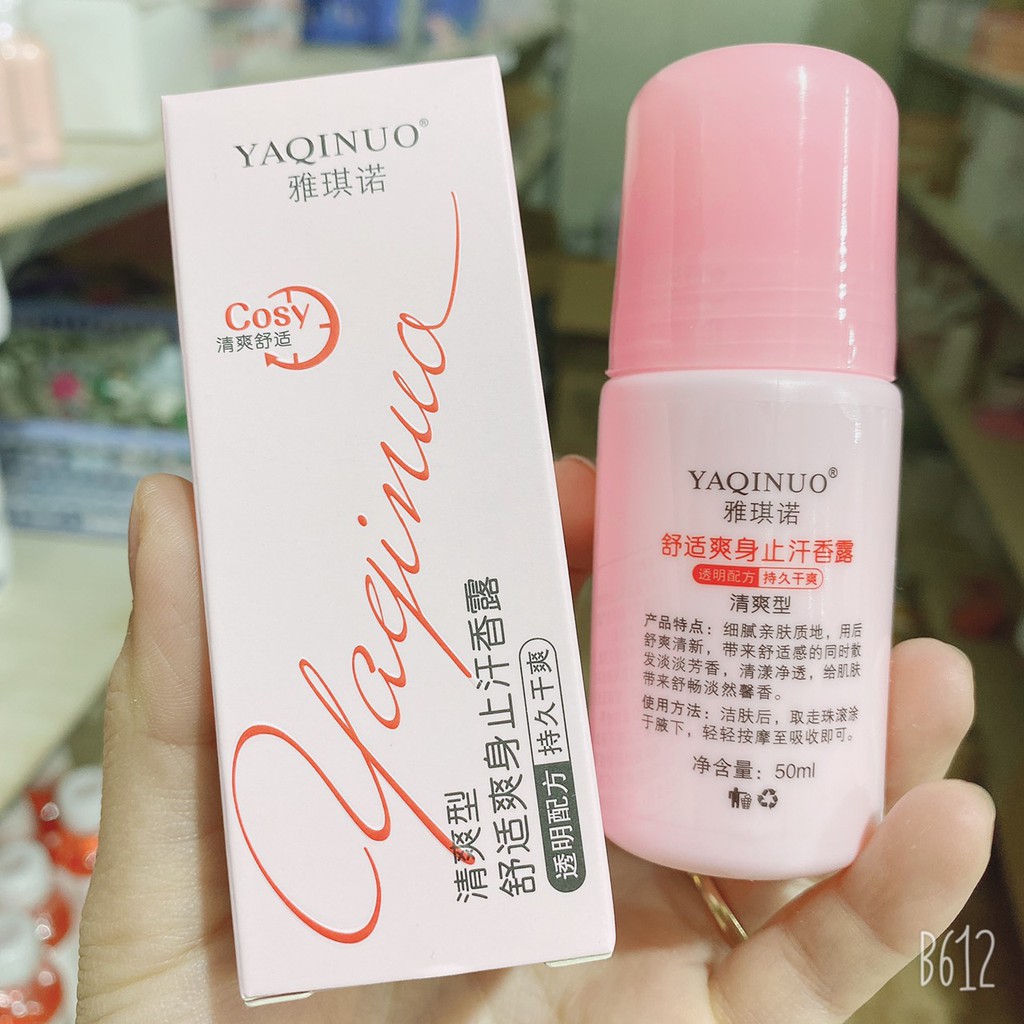 YAQINUO®
雅琪诺
Cosy
清爽舒适
Yaqinuo
清爽型
舒适爽身止汗香露
透明配方 持久干爽
YAQINUO®
雅琪诺
舒适爽身止汗香露
透明配方 持久干爽
清爽型
产品特点：细腻亲肤质地，用后
舒爽清新，带来舒适感的同时散
发淡淡芳香，清漾净透，给肌肤
带来舒畅淡然馨香。
使用方法：洁肤后，取走珠滚涂
于腋下，轻轻按摩至吸收即可。
净含量：50ml
B612